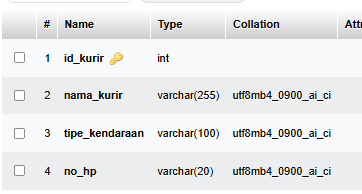 # Name Type Collation Attr
1 id_kurir int
2 nama_kurir varchar(255) utf8mb4_0900_ai_ci
3 tipe_kendaraan varchar(100) utf8mb4_0900_ai_ci
4 no_hp varchar(20) utf8mb4_0900_ai_ci